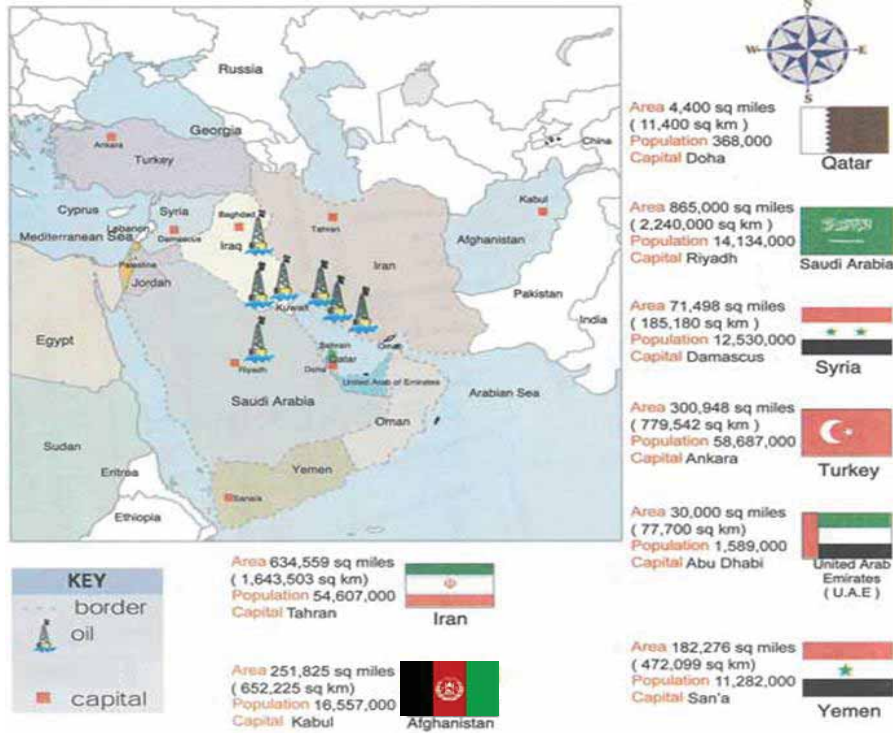 Russia
Georgia
Ankara
Turkey
China
Cyprus
Syria
Lebanon
Mediterranean Sea
Damascus
Baghdad
Iraq
Tahran
Iran
Kabul
Afghanistan
Palestine
Jordah
Kuwait
Pakistan
India
Egypt
Bahrain
Qatar
Doha
Oman
Riyadh
United Arab of Emirates
Saudi Arabia
Arabian Sea
Oman
Sudan
Eritrea
Yemen
Sana'a
Ethiopia
N
W
E
S
Area 4,400 sq miles
( 11,400 sq km )
Population 368,000
Capital Doha
Qatar
Area 865,000 sq miles
( 2,240,000 sq km )
Population 14,134,000
Capital Riyadh
Saudi Arabia
Area 71,498 sq miles
( 185,180 sq km )
Population 12,530,000
Capital Damascus
Syria
Area 300,948 sq miles
(779,542 sq km )
Population 58,687,000
Capital Ankara
Turkey
Area 30,000 sq miles
( 77,700 sq km)
Population 1,589,000
Capital Abu Dhabi
United Arab
Emirates
( U.A.E )
Area 182,276 sq miles
( 472,099 sq km)
Population 11,282,000
Capital San'a
Yemen
KEY
border
oil
capital
Area 634,559 sq miles
( 1,643,503 sq km)
Population 54,607,000
Capital Tahran
Iran
Area 251,825 sq miles
( 652,225 sq km)
Population 16,557,000
Capital Kabul
Afghanistan